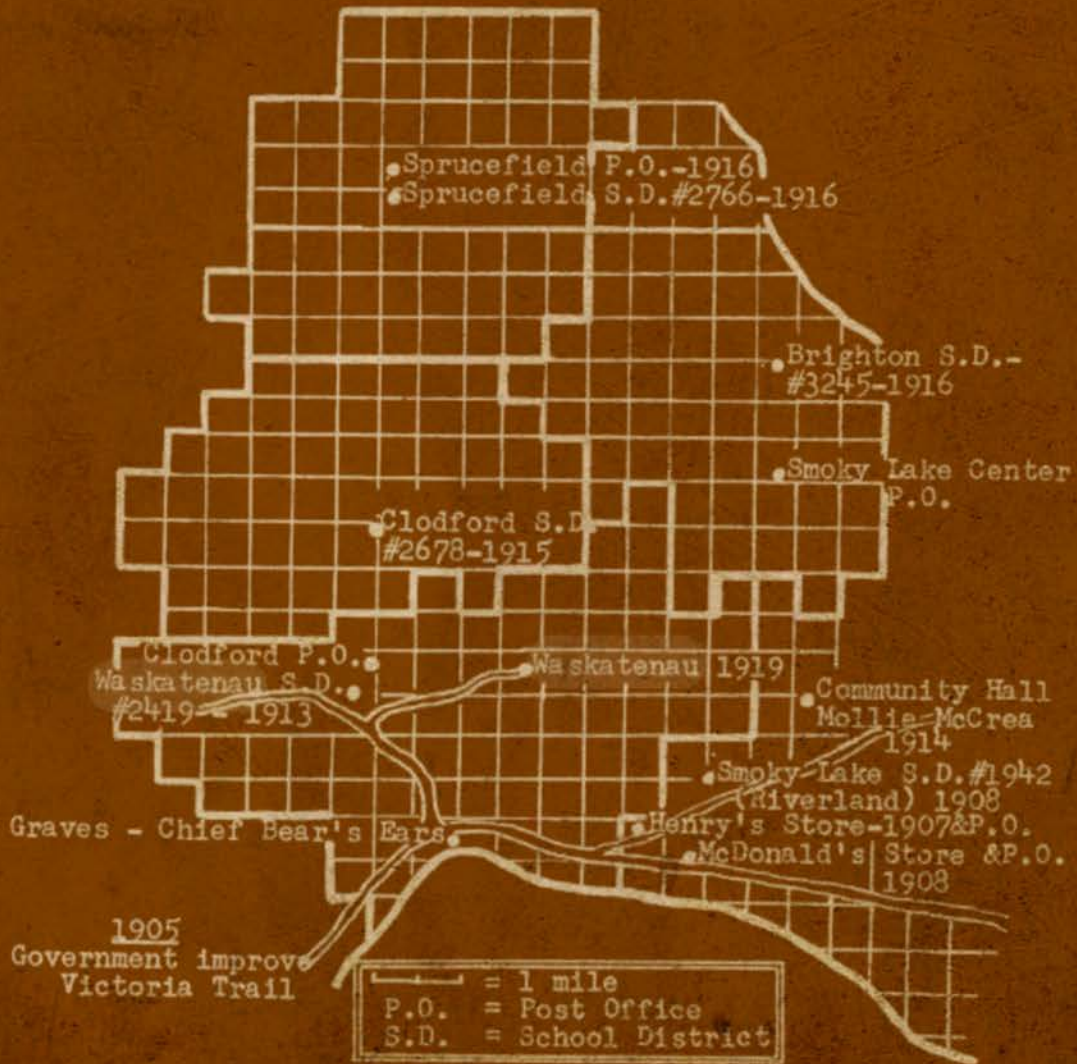 Sprucefield P.O.-1916
Sprucefield S.D.#2766-1916
Brighton S.D.-
#3245-1916
Smoky Lake Center
P.O.
Clodford S.D.
#2678-1915
Clodford P.O.
Waskatenau S.D.
#2419 - 1913
Waskatenau 1919
Community Hall
Mollie McCrea
1914
Smoky Lake S.D.#1942
(Riverland) 1908
Henry's Store-1907&P.O.
Graves - Chief Bear's Ears
McDonald's Store &P.O.
1908
1905
Government improve
Victoria Trail
= 1 mile
P.O. = Post Office
S.D. = School District